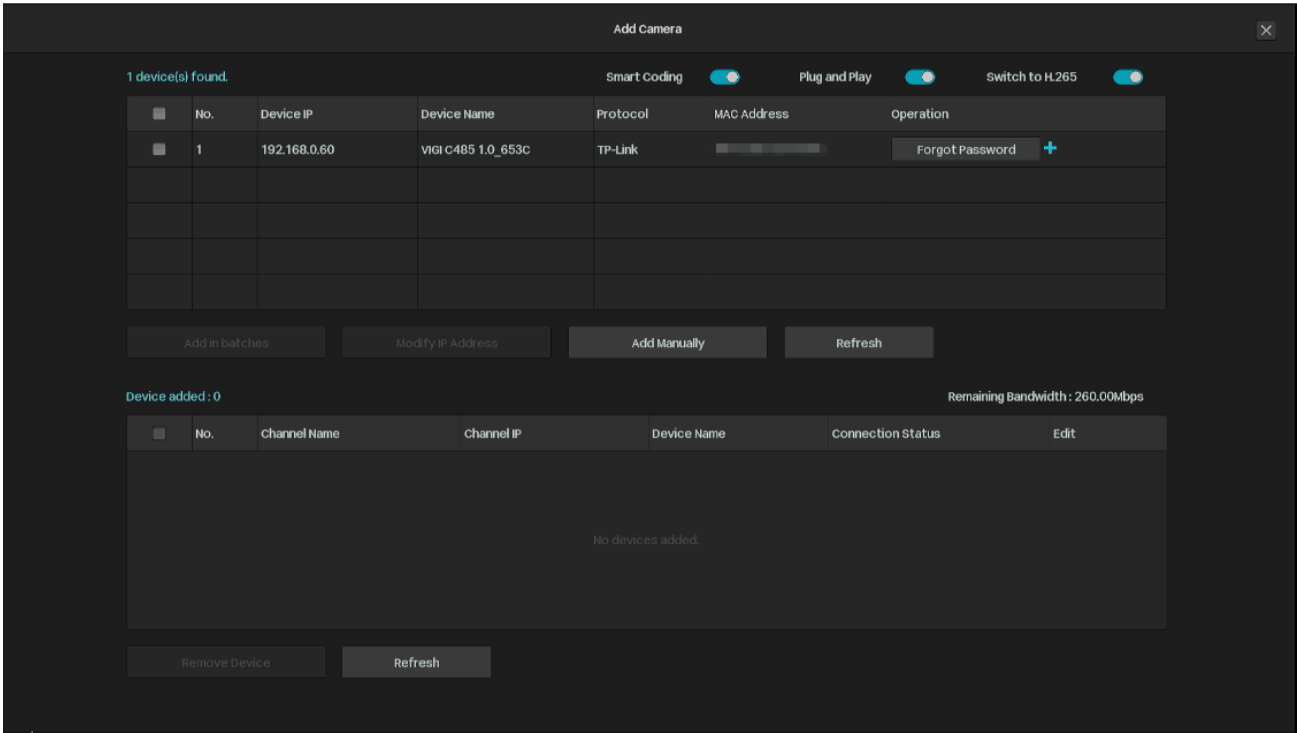 Add Camera
1 device(s) found. Smart Coding Plug and Play Switch to H.265
No. Device IP Device Name Protocol MAC Address Operation
1 192.168.0.60 VIGI C485 1.0_653C TP-Link Forgot Password +
Add in batches Modify IP Address Add Manually Refresh
Device added : 0 Remaining Bandwidth : 260.00Mbps
No. Channel Name Channel IP Device Name Connection Status Edit
No devices added.
Remove Device Refresh